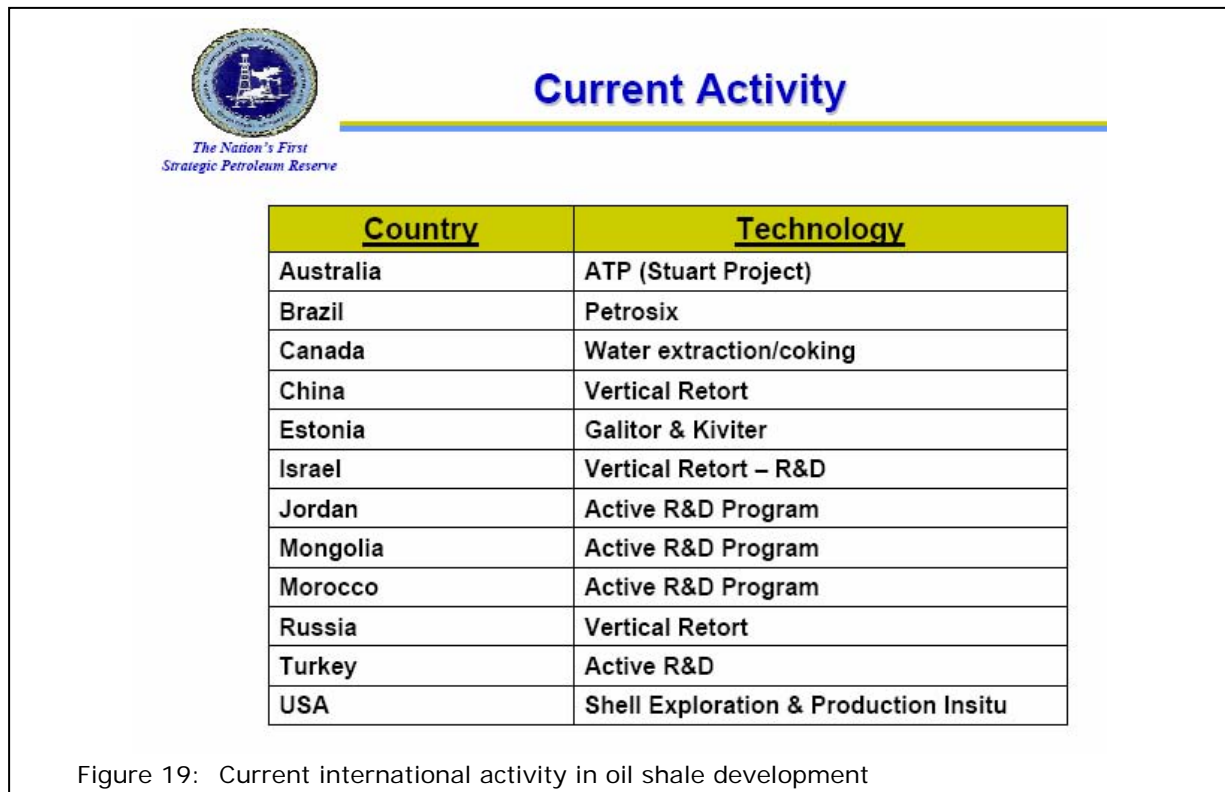 Current Activity
The Nation's First
Strategic Petroleum Reserve
Country Technology
Australia ATP (Stuart Project)
Brazil Petrosix
Canada Water extraction/coking
China Vertical Retort
Estonia Galitor & Kiviter
Israel Vertical Retort – R&D
Jordan Active R&D Program
Mongolia Active R&D Program
Morocco Active R&D Program
Russia Vertical Retort
Turkey Active R&D
USA Shell Exploration & Production Insitu
Figure 19: Current international activity in oil shale development